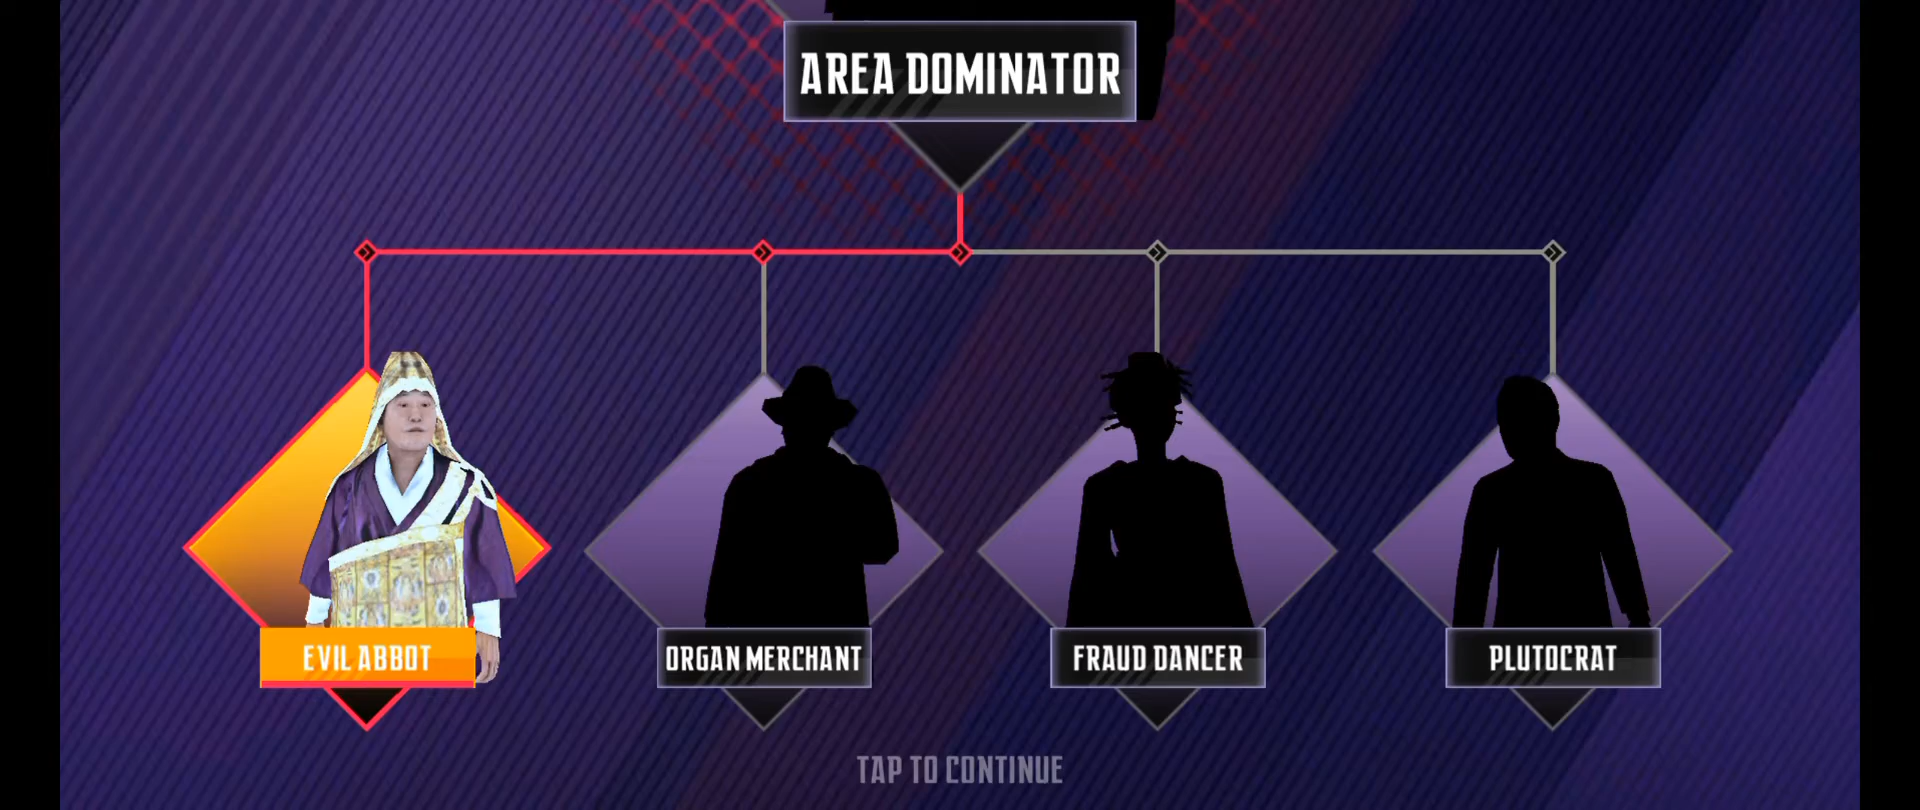 AREA DOMINATOR
EVIL ABBOT
ORGAN MERCHANT
FRAUD DANCER
PLUTOCRAT
TAP TO CONTINUE